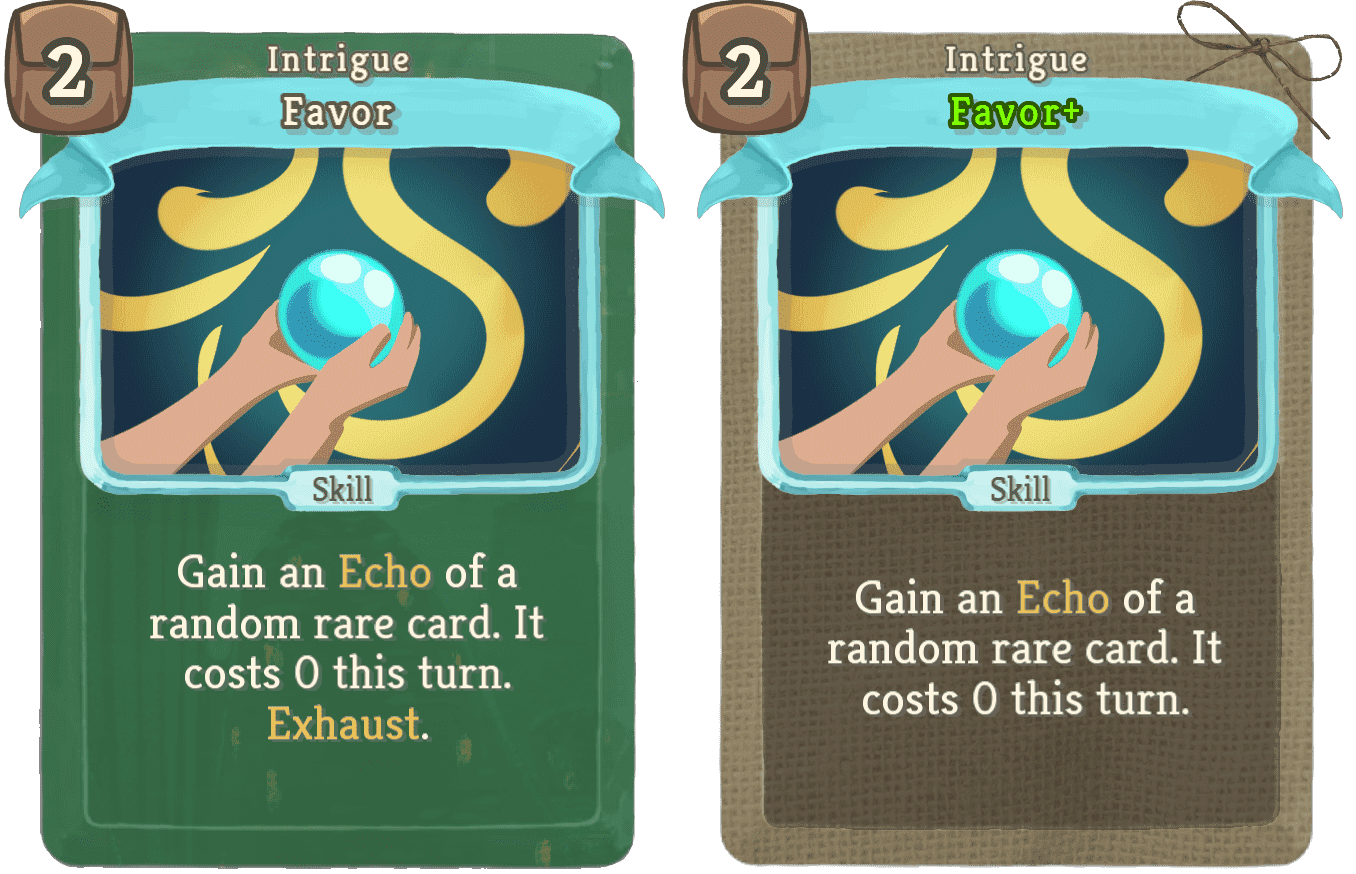 2
Intrigue
Favor
Skill
Gain an Echo of a
random rare card. It
costs 0 this turn.
Exhaust.
2
Intrigue
Favor+
Skill
Gain an Echo of a
random rare card. It
costs 0 this turn.